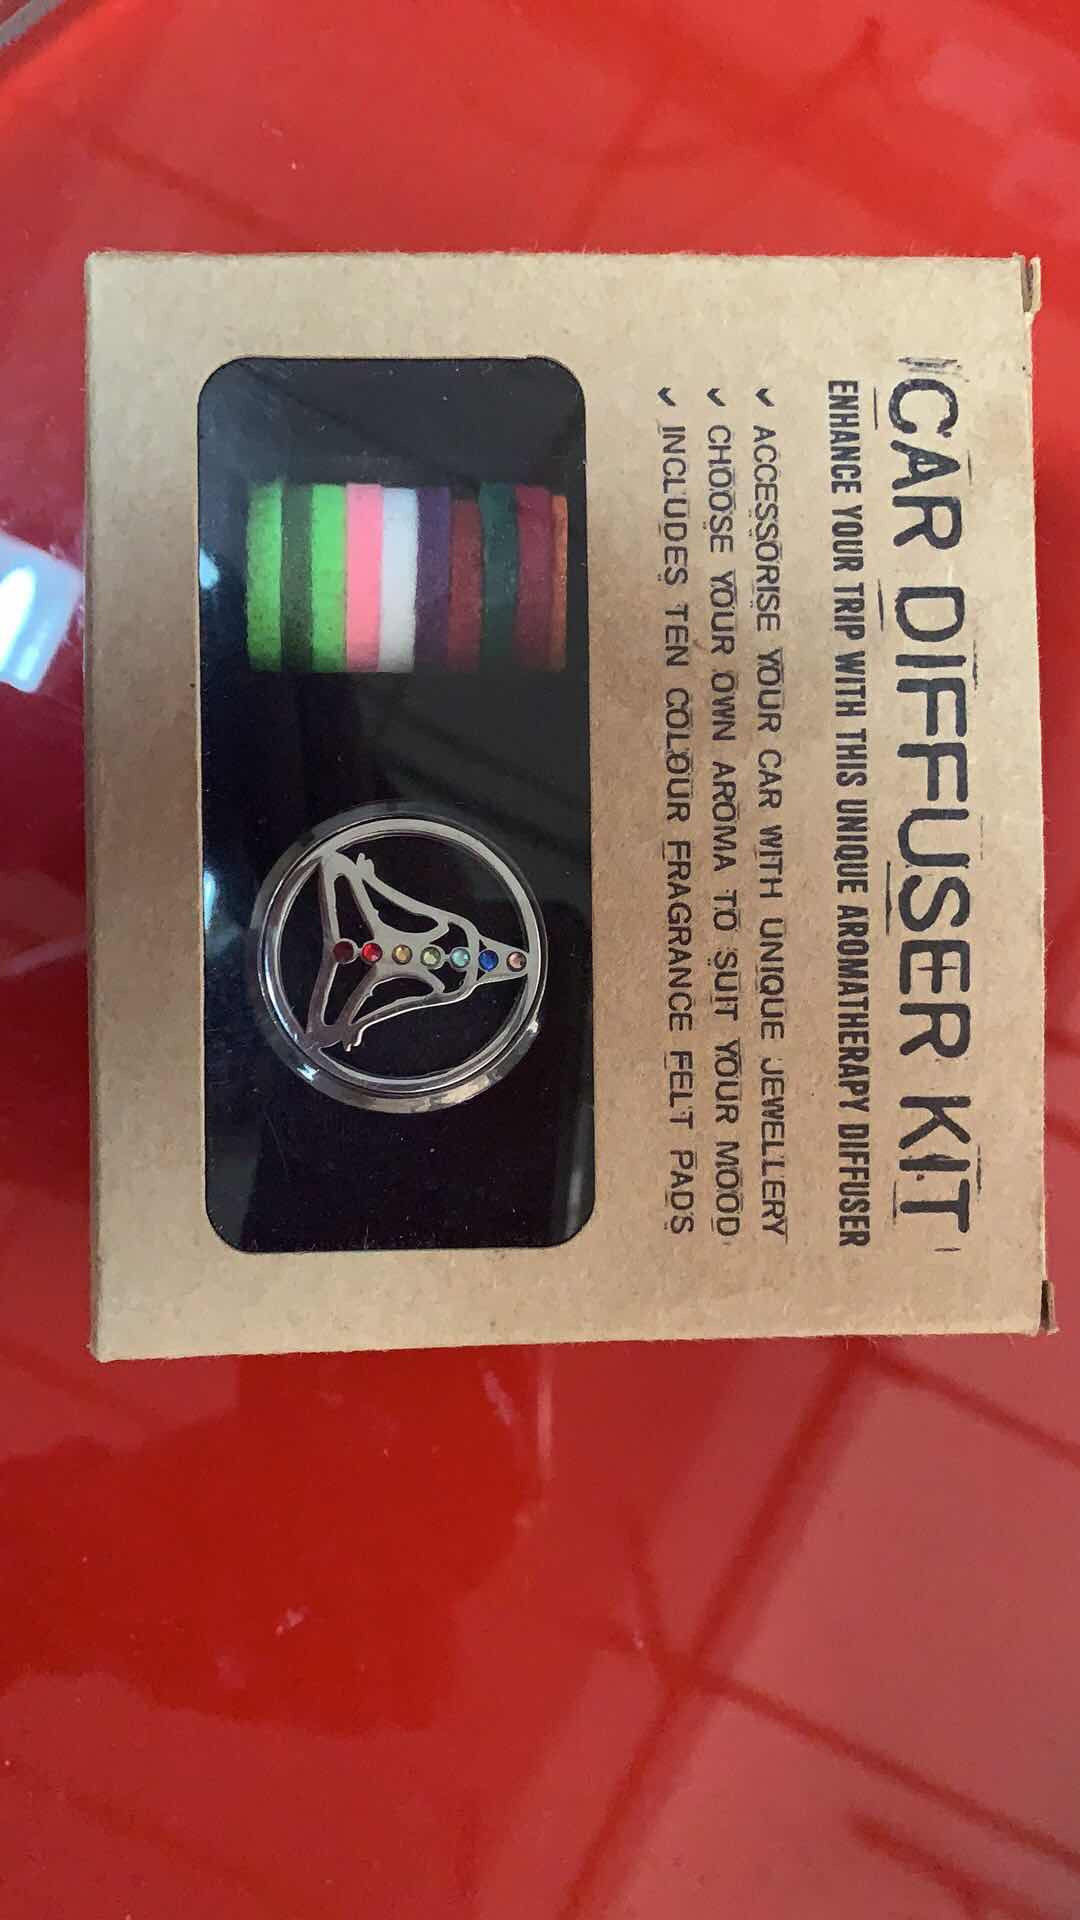 CAR DIFFUSER KIT
ENHANCE YOUR TRIP WITH THIS UNIQUE AROMATHERAPY DIFFUSER
✓ ACCESSORISE YOUR CAR WITH UNIQUE JEWELLERY
✓ CHOOSE YOUR OWN AROMA TO SUIT YOUR MOOD
✓ INCLUDES TEN COLOUR FRAGRANCE FELT PADS